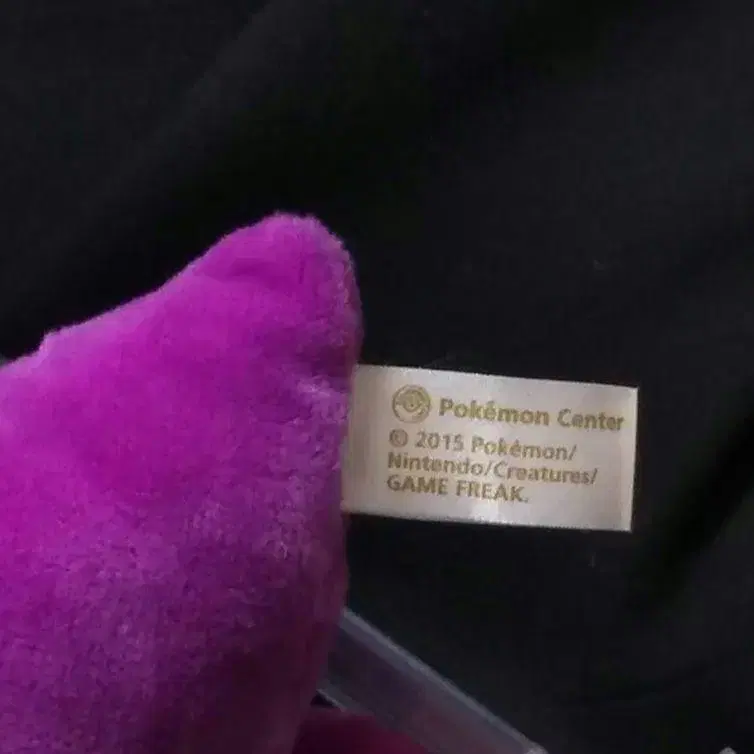 Pokémon Center
© 2015 Pokémon/
Nintendo/Creatures/
GAME FREAK.